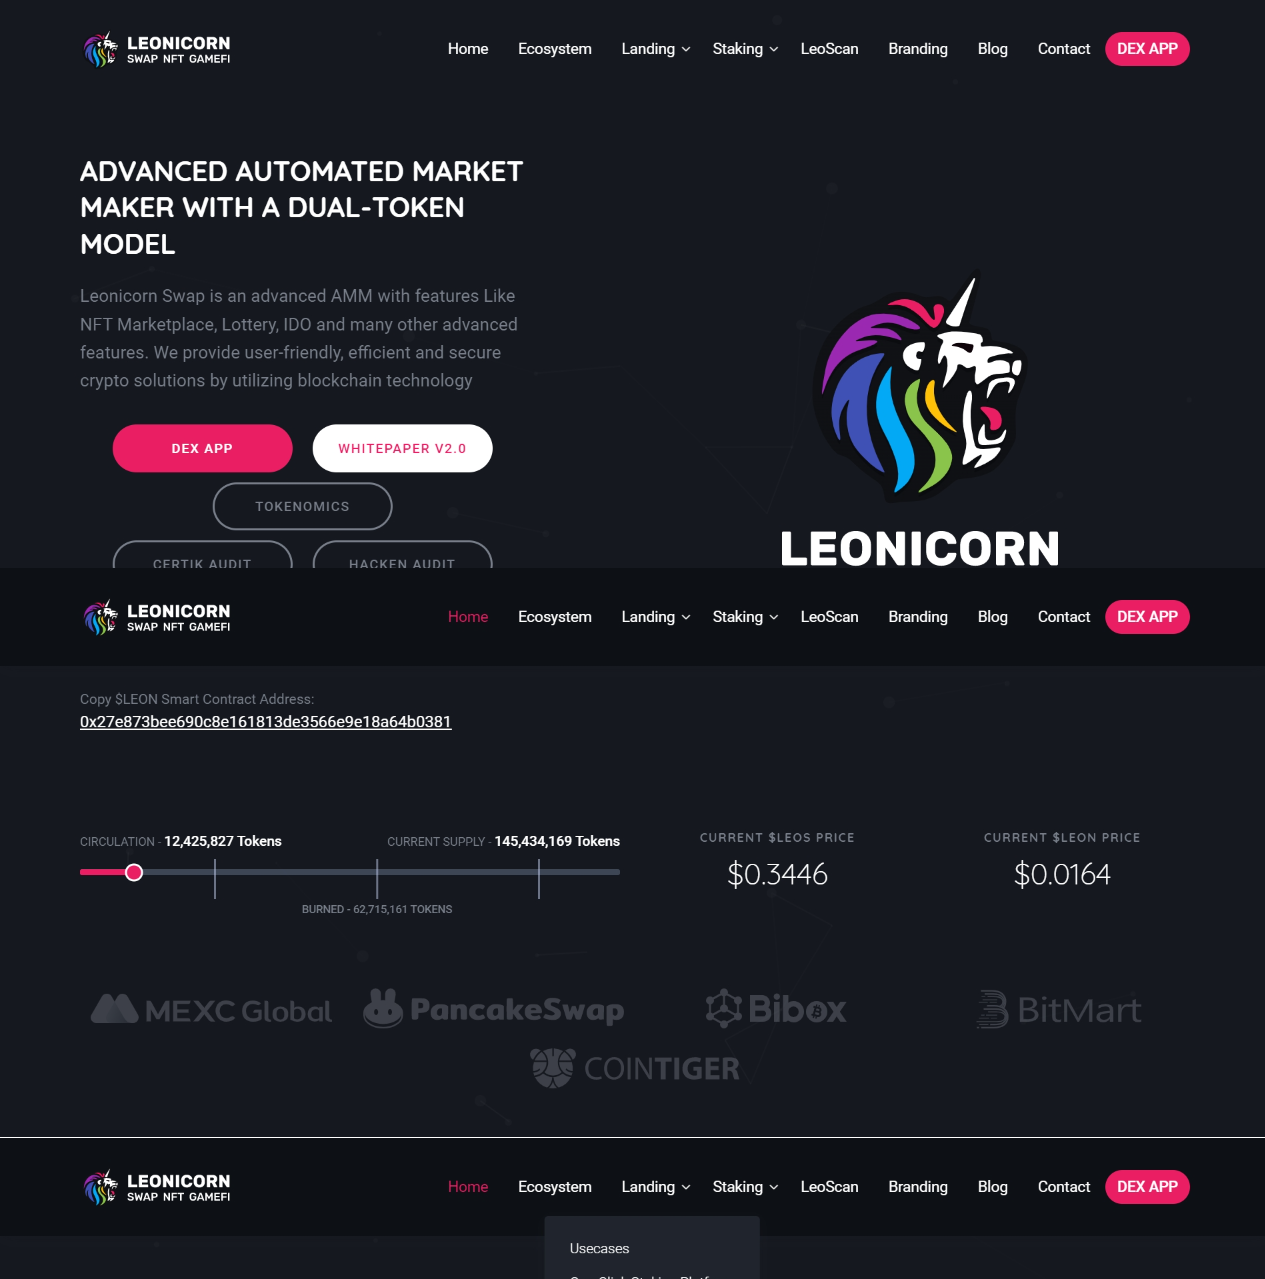 LEONICORN
SWAP NFT GAMEFI
Home Ecosystem Landing Staking LeoScan Branding Blog Contact DEX APP
ADVANCED AUTOMATED MARKET
MAKER WITH A DUAL-TOKEN
MODEL
Leonicorn Swap is an advanced AMM with features Like
NFT Marketplace, Lottery, IDO and many other advanced
features. We provide user-friendly, efficient and secure
crypto solutions by utilizing blockchain technology
DEX APP WHITEPAPER V2.0
TOKENOMICS
CERTIK AUDIT HACKEN AUDIT
LEONICORN
LEONICORN
SWAP NFT GAMEFI
Home Ecosystem Landing Staking LeoScan Branding Blog Contact DEX APP
Copy $LEON Smart Contract Address:
0x27e873bee690c8e161813de3566e9e18a64b0381
CIRCULATION - 12,425,827 Tokens CURRENT SUPPLY - 145,434,169 Tokens
BURNED - 62,715,161 TOKENS
CURRENT $LEOS PRICE
$0.3446
CURRENT $LEON PRICE
$0.0164
MEXC Global PancakeSwap Bibox BitMart
COINTIGER
LEONICORN
SWAP NFT GAMEFI
Home Ecosystem Landing Staking LeoScan Branding Blog Contact DEX APP
Usecases